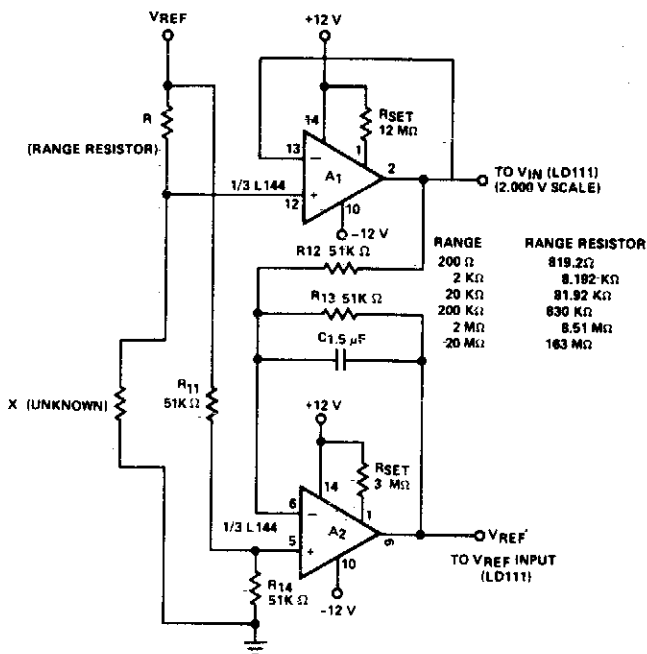 VREF
+12 V
R
(RANGE RESISTOR)
14
RSET
12 MΩ
13
1
−
A1
2
1/3 L144
+
12
10
−12 V
TO VIN (LD111)
(2.000 V SCALE)
R12 51K Ω
R13 51K Ω
C1.5 μF
RANGE RANGE RESISTOR
200 Ω 819.2Ω
2 KΩ 8.192 KΩ
20 KΩ 81.92 KΩ
200 KΩ 830 KΩ
2 MΩ 8.51 MΩ
20 MΩ 163 MΩ
X (UNKNOWN)
R11
51K Ω
+12 V
14
RSET
3 MΩ
6
1
−
A2
1/3 L144
5
+
9
10
−12 V
R14
51K Ω
VREF'
TO VREF INPUT
(LD111)